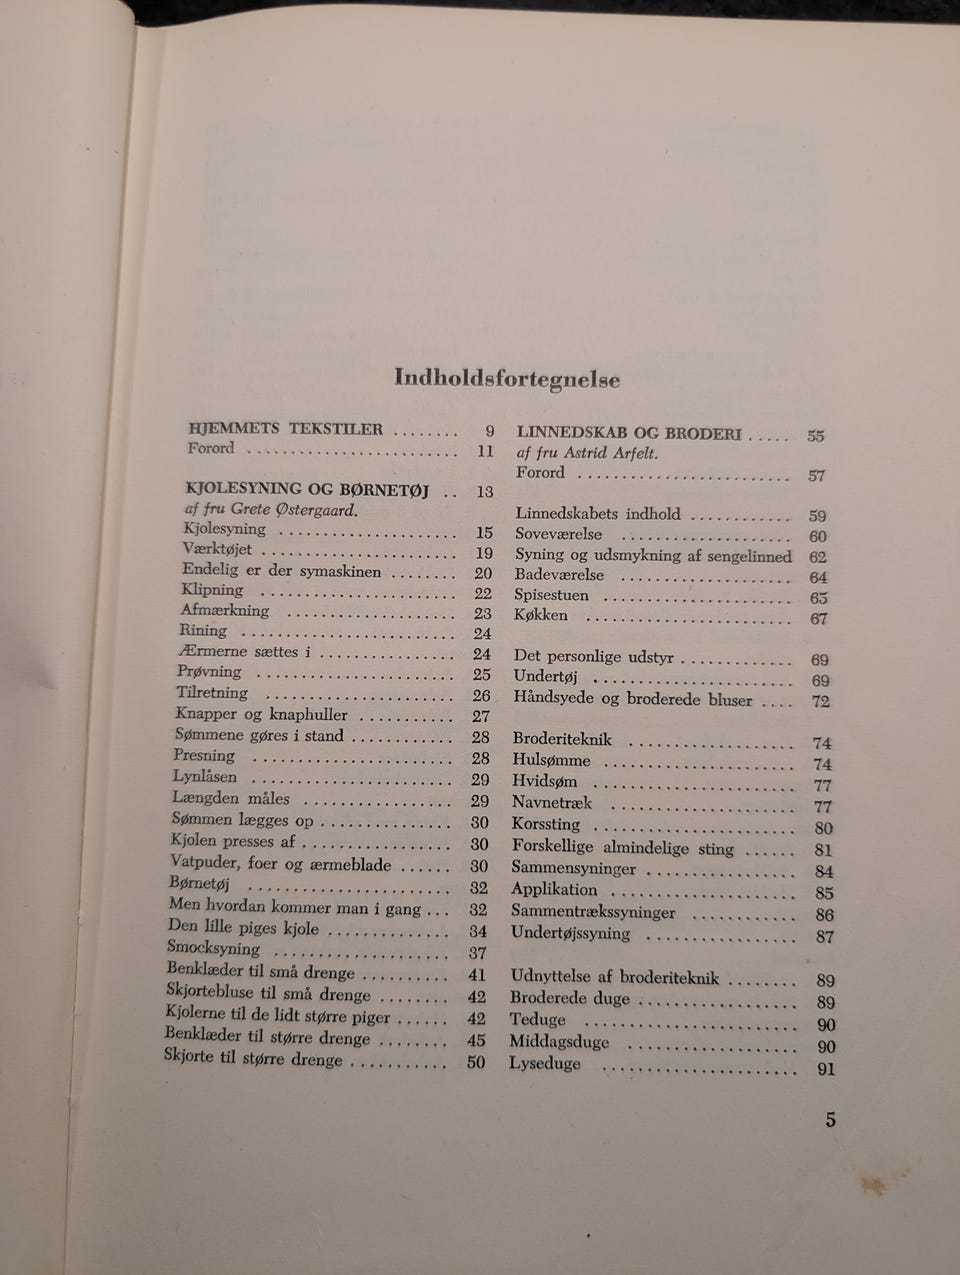 Indholdsfortegnelse
HJEMMETS TEKSTILER ........ 9
Forord ........................ 11
KJOLESYNING OG BØRNETØJ .. 13
af fru Grete Østergaard.
Kjolesyning .................... 15
Værktøjet ...................... 19
Endelig er der symaskinen ........ 20
Klipning ...................... 22
Afmærkning .................... 23
Rining ........................ 24
Ærmerne sættes i ................ 24
Prøvning ...................... 25
Tilretning ...................... 26
Knapper og knaphuller ........... 27
Sømmene gøres i stand ............ 28
Presning ...................... 28
Lynlåsen ...................... 29
Længden måles .................. 29
Sømmen lægges op ............... 30
Kjolen presses af ................. 30
Vatpuder, foer og ærmeblade ...... 30
Børnetøj ...................... 32
Men hvordan kommer man i gang ... 32
Den lille piges kjole .............. 34
Smocksyning .................... 37
Benklæder til små drenge .......... 41
Skjortebluse til små drenge ........ 42
Kjolerne til de lidt større piger ...... 42
Benklæder til større drenge ........ 45
Skjorte til større drenge ........... 50
LINNEDSKAB OG BRODERI ..... 55
af fru Astrid Arfelt.
Forord ........................ 57
Linnedskabets indhold ............ 59
Soveværelse .................... 60
Syning og udsmykning af sengelinned 62
Badeværelse .................... 64
Spisestuen ...................... 65
Køkken ........................ 67
Det personlige udstyr ............. 69
Undertøj ........................ 69
Håndsyede og broderede bluser .... 72
Broderiteknik .................... 74
Hulsømme ...................... 74
Hvidsøm ........................ 77
Navnetræk ...................... 77
Korssting ........................ 80
Forskellige almindelige sting ...... 81
Sammensyninger ................. 84
Applikation ...................... 85
Sammentrækssyninger ............ 86
Undertøjssyning .................. 87
Udnyttelse af broderiteknik ........ 89
Broderede duge .................. 89
Teduge ........................ 90
Middagsduge .................... 90
Lyseduge ...................... 91
5